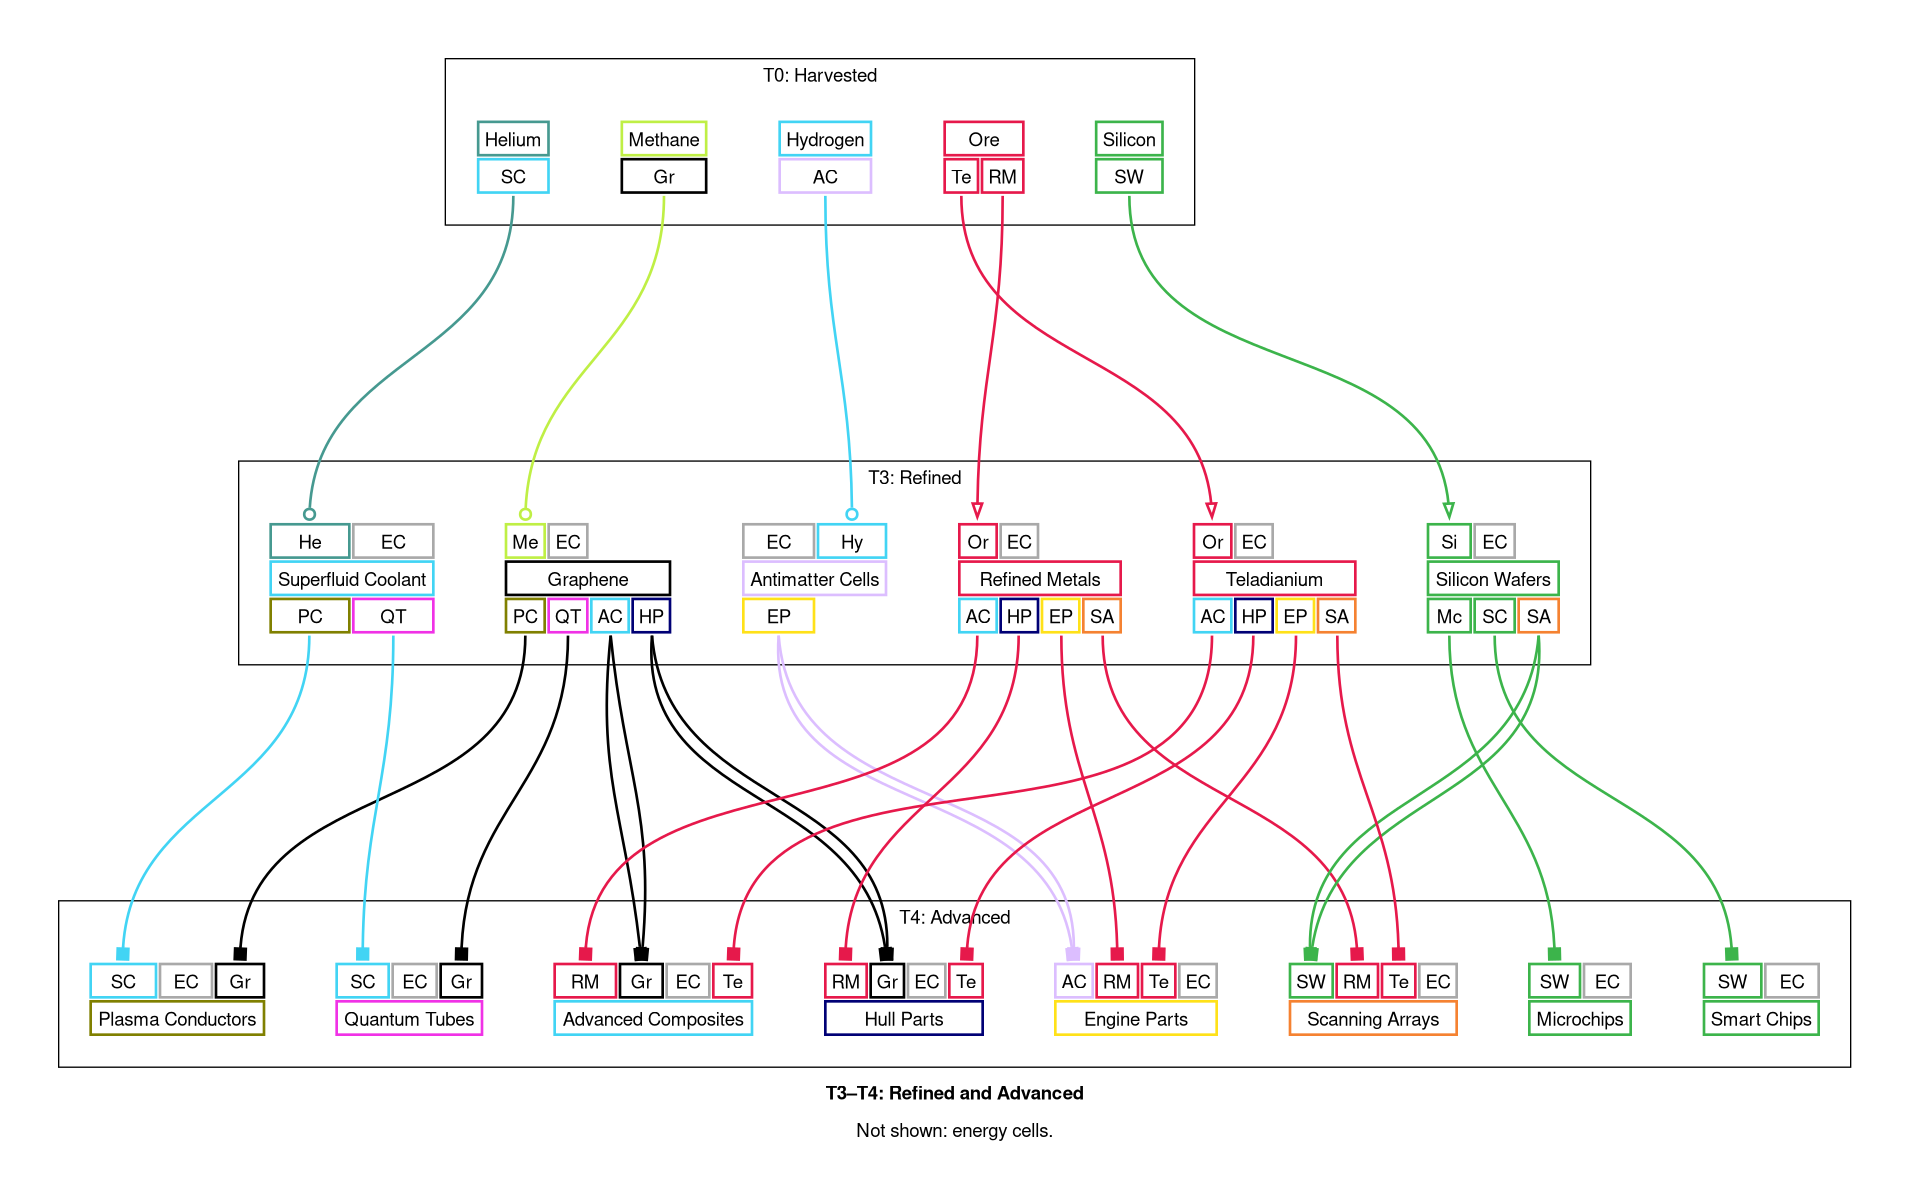 T0: Harvested
Helium Methane Hydrogen Ore Silicon
SC Gr AC Te RM SW
T3: Refined
He EC Me EC EC Hy Or EC Or EC Si EC
Superfluid Coolant Graphene Antimatter Cells Refined Metals Teladianium Silicon Wafers
PC QT PC QT AC HP EP AC HP EP SA AC HP EP SA Mc SC SA
T4: Advanced
SC EC Gr SC EC Gr RM Gr EC Te RM Gr EC Te AC RM Te EC SW RM Te EC SW EC SW EC
Plasma Conductors Quantum Tubes Advanced Composites Hull Parts Engine Parts Scanning Arrays Microchips Smart Chips
T3–T4: Refined and Advanced
Not shown: energy cells.